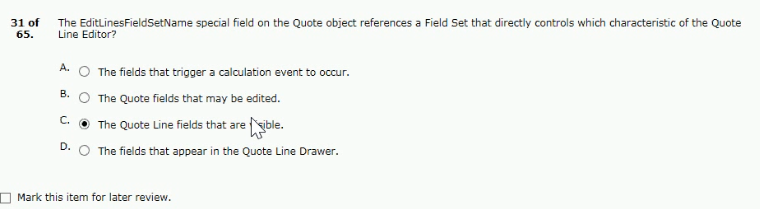 31 of The EditLinesFieldSetName special field on the Quote object references a Field Set that directly controls which characteristic of the Quote
65. Line Editor?
A. The fields that trigger a calculation event to occur.
B. The Quote fields that may be edited.
C. The Quote Line fields that are
D. The fields that appear in the Quote Line Drawer.
Mark this item for later review.